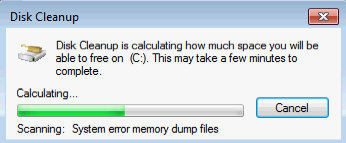 Disk Cleanup
Disk Cleanup is calculating how much space you will be
able to free on  (C:). This may take a few minutes to
complete.
Calculating...
Cancel
Scanning:   System error memory dump files